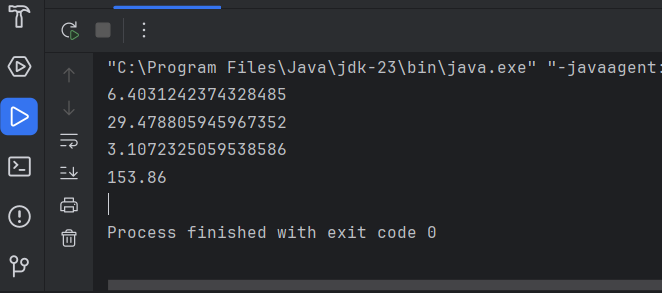 "C:\Program Files\Java\jdk-23\bin\java.exe" "-javaagent:
6.4031242374328485
29.478805945967352
3.1072325059538586
153.86
Process finished with exit code 0